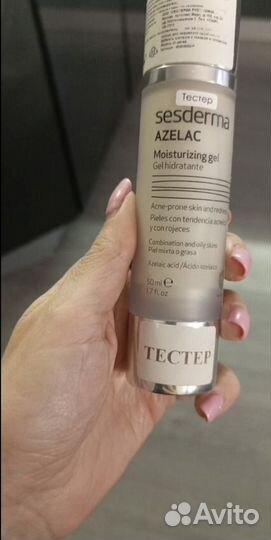 Тестер
sesderma
AZELAC
Moisturizing gel
Gel hidratante
Acne-prone skin and redness
Pieles con tendencia acneica
y con rojeces
Combination and oily skins
Piel mixta o grasa
Azelaic acid / Ácido azelaico
50 ml e
1.7 fl.oz
ТЕСТЕР
Avito